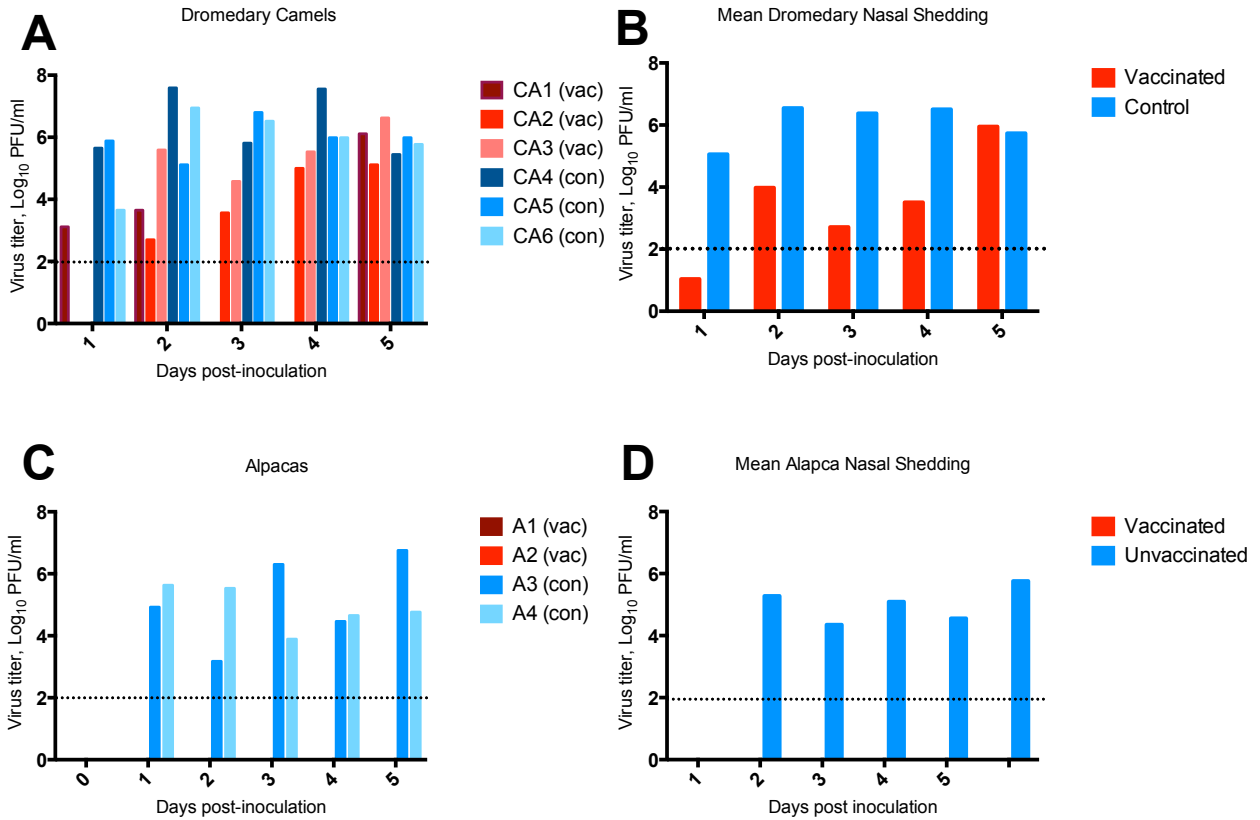 A
Dromedary Camels
Virus titer, Log10 PFU/ml
8
6
4
2
0
1
2
3
4
5
Days post-inoculation
CA1 (vac)
CA2 (vac)
CA3 (vac)
CA4 (con)
CA5 (con)
CA6 (con)
B
Mean Dromedary Nasal Shedding
Virus titer, Log10 PFU/ml
8
6
4
2
0
1
2
3
4
5
Days post-inoculation
Vaccinated
Control
C
Alpacas
Virus titer, Log10 PFU/ml
8
6
4
2
0
0
1
2
3
4
5
Days post-inoculation
A1 (vac)
A2 (vac)
A3 (con)
A4 (con)
D
Mean Alapca Nasal Shedding
Virus titer, Log10 PFU/ml
8
6
4
2
0
1
2
3
4
5
Days post inoculation
Vaccinated
Unvaccinated